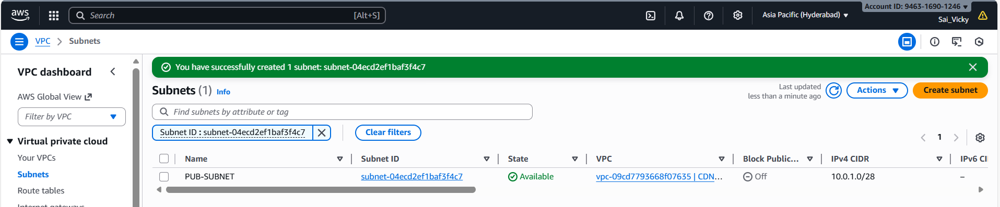 aws
Search [Alt+S]
Asia Pacific (Hyderabad)
Account ID: 9463-1690-1246
Sai_Vicky
VPC
Subnets
VPC dashboard
AWS Global View
Filter by VPC
Virtual private cloud
Your VPCs
Subnets
Route tables
Internet gateways
You have successfully created 1 subnet: subnet-04ecd2ef1baf3f4c7
Subnets (1) Info
Last updated
less than a minute ago
Actions
Create subnet
Find subnets by attribute or tag
Subnet ID : subnet-04ecd2ef1baf3f4c7
Clear filters
1
Name Subnet ID State VPC Block Public... IPv4 CIDR IPv6 CI
PUB-SUBNET subnet-04ecd2ef1baf3f4c7 Available vpc-09cd7793668f07635 | CDN... Off 10.0.1.0/28 –